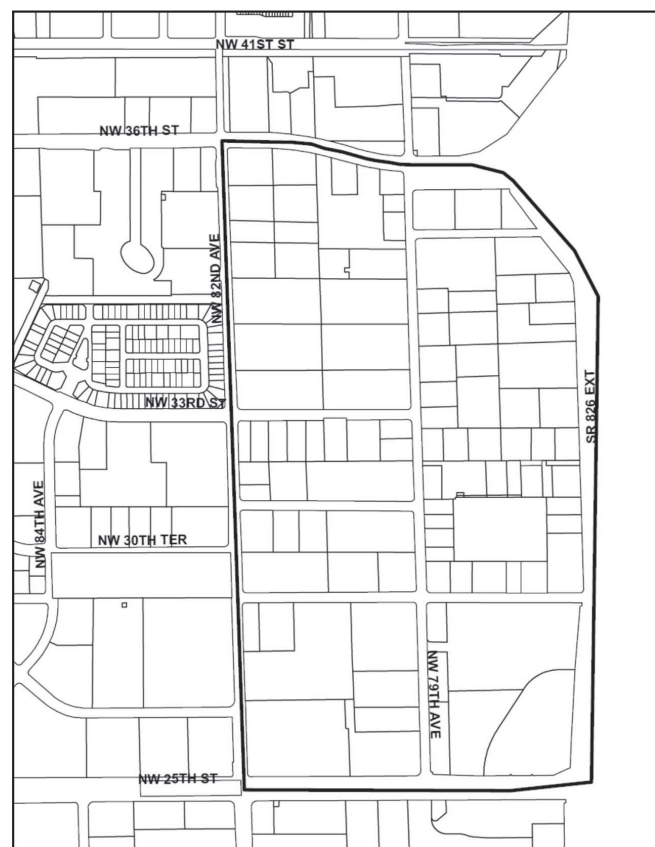 NW 41ST ST
NW 36TH ST
NW 82ND AVE
NW 33RD ST
SR 826 EXT
NW 84TH AVE
NW 30TH TER
NW 79TH AVE
NW 25TH ST